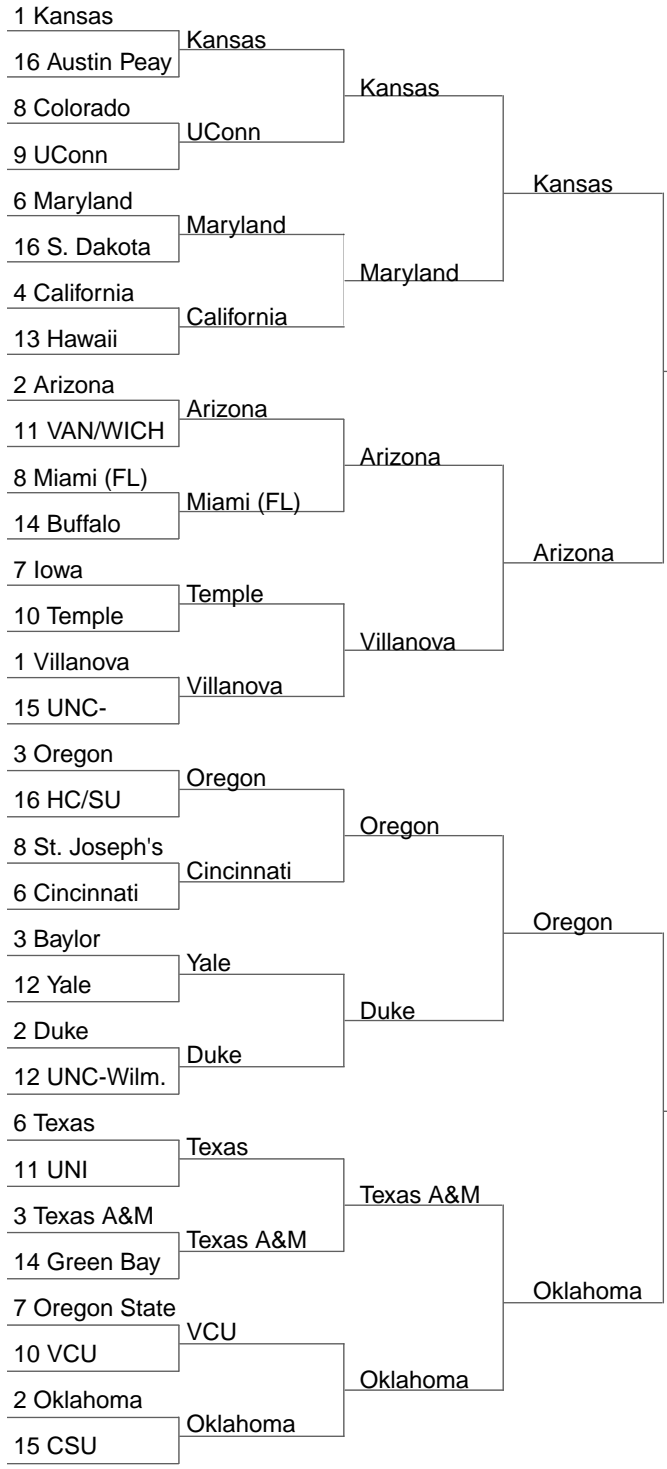 1 Kansas
16 Austin Peay
8 Colorado
9 UConn
6 Maryland
16 S. Dakota
4 California
13 Hawaii
2 Arizona
11 VAN/WICH
8 Miami (FL)
14 Buffalo
7 Iowa
10 Temple
1 Villanova
15 UNC-
3 Oregon
16 HC/SU
8 St. Joseph's
6 Cincinnati
3 Baylor
12 Yale
2 Duke
12 UNC-Wilm.
6 Texas
11 UNI
3 Texas A&M
14 Green Bay
7 Oregon State
10 VCU
2 Oklahoma
15 CSU
Kansas
UConn
Maryland
California
Arizona
Miami (FL)
Temple
Villanova
Oregon
Cincinnati
Yale
Duke
Texas
Texas A&M
VCU
Oklahoma
Kansas
Maryland
Arizona
Villanova
Oregon
Duke
Texas A&M
Oklahoma
Kansas
Arizona
Oregon
Oklahoma